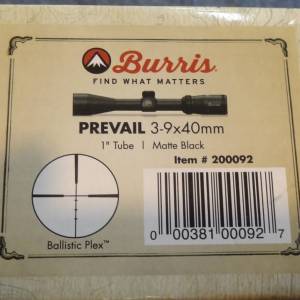 Burris
FIND WHAT MATTERS
PREVAIL 3-9x40mm
1" Tube | Matte Black
Item # 200092
Ballistic Plex™
0 00381 00092 7